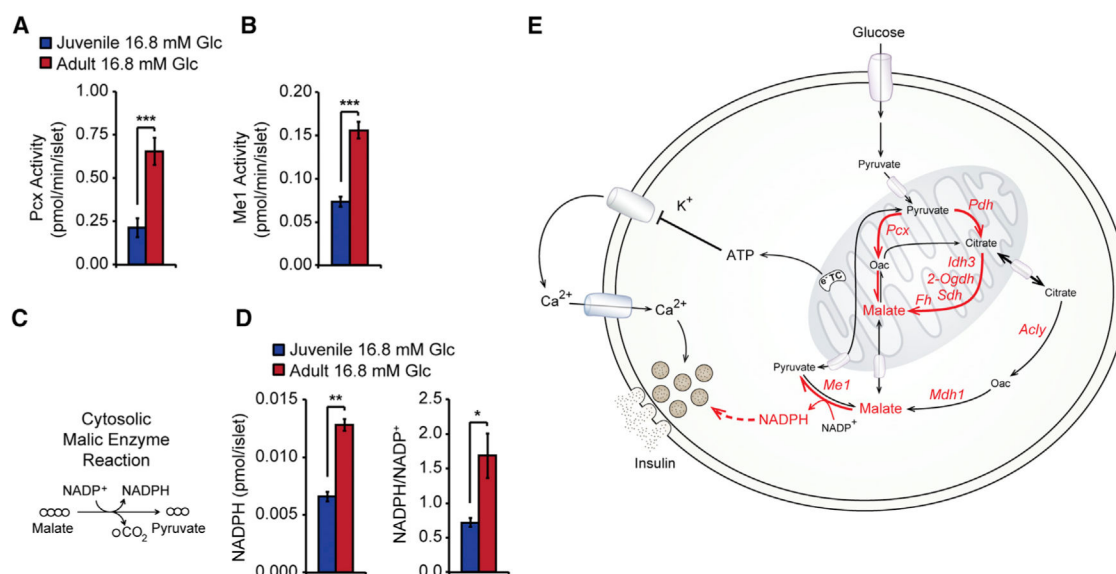 A
Juvenile 16.8 mM Glc
Adult 16.8 mM Glc
Pcx Activity
(pmol/min/islet)
1.00
0.75
0.50
0.25
0.00
***
B
Me1 Activity
(pmol/min/islet)
0.20
0.15
0.10
0.05
0.00
***
C
Cytosolic
Malic Enzyme
Reaction
NADP+ NADPH
Malate Pyruvate
CO2
D
Juvenile 16.8 mM Glc
Adult 16.8 mM Glc
NADPH (pmol/islet)
0.015
0.010
0.005
0.000
**
NADPH/NADP+
2.5
2.0
1.5
1.0
0.5
0.0
*
E
Glucose
Pyruvate
Pyruvate
Pdh
Pcx
Citrate
Oac
Idh3
2-Ogdh
Sdh
Fh
Malate
Citrate
Acly
Oac
Mdh1
Malate
Me1
Pyruvate
NADP+
NADPH
e- TC
ATP
K+
Ca2+
Ca2+
Insulin